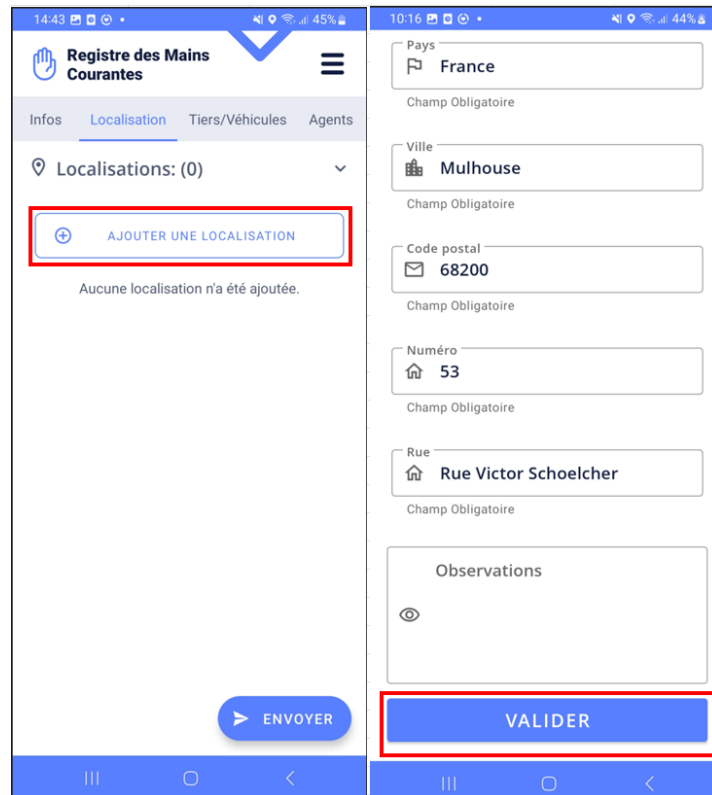 14:43
45%
Registre des Mains
Courantes
Infos
Localisation
Tiers/Véhicules
Agents
Localisations: (0)
AJOUTER UNE LOCALISATION
Aucune localisation n'a été ajoutée.
ENVOYER
10:16
44%
Pays
France
Champ Obligatoire
Ville
Mulhouse
Champ Obligatoire
Code postal
68200
Champ Obligatoire
Numéro
53
Champ Obligatoire
Rue
Rue Victor Schoelcher
Champ Obligatoire
Observations
VALIDER